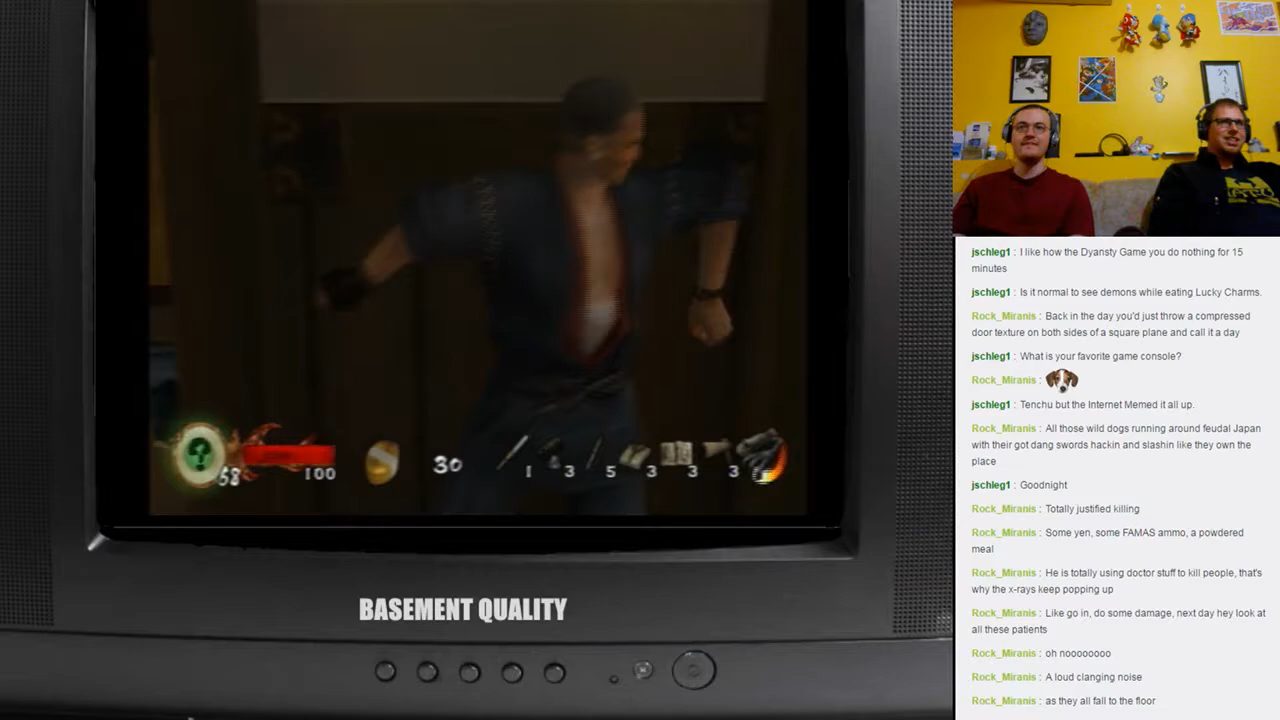 58 100 30 1 3 5 3 3 3
BASEMENT QUALITY
jschleg1 : I like how the Dyansty Game you do nothing for 15
minutes
jschleg1 : Is it normal to see demons while eating Lucky Charms.
Rock_Miranis : Back in the day you'd just throw a compressed
door texture on both sides of a square plane and call it a day
jschleg1 : What is your favorite game console?
Rock_Miranis :
jschleg1 : Tenchu but the Internet Memed it all up.
Rock_Miranis : All those wild dogs running around feudal Japan
with their got dang swords hackin and slashin like they own the
place
jschleg1 : Goodnight
Rock_Miranis : Totally justified killing
Rock_Miranis : Some yen, some FAMAS ammo, a powdered
meal
Rock_Miranis : He is totally using doctor stuff to kill people, that's
why the x-rays keep popping up
Rock_Miranis : Like go in, do some damage, next day hey look at
all these patients
Rock_Miranis : oh noooooooo
Rock_Miranis : A loud clanging noise
Rock_Miranis : as they all fall to the floor